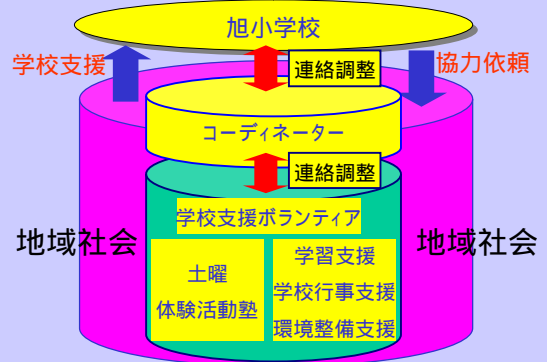 旭小学校
学校支援
連絡調整
協力依頼
コーディネーター
連絡調整
学校支援ボランティア
地域社会
地域社会
土曜
体験活動塾
学習支援
学校行事支援
環境整備支援